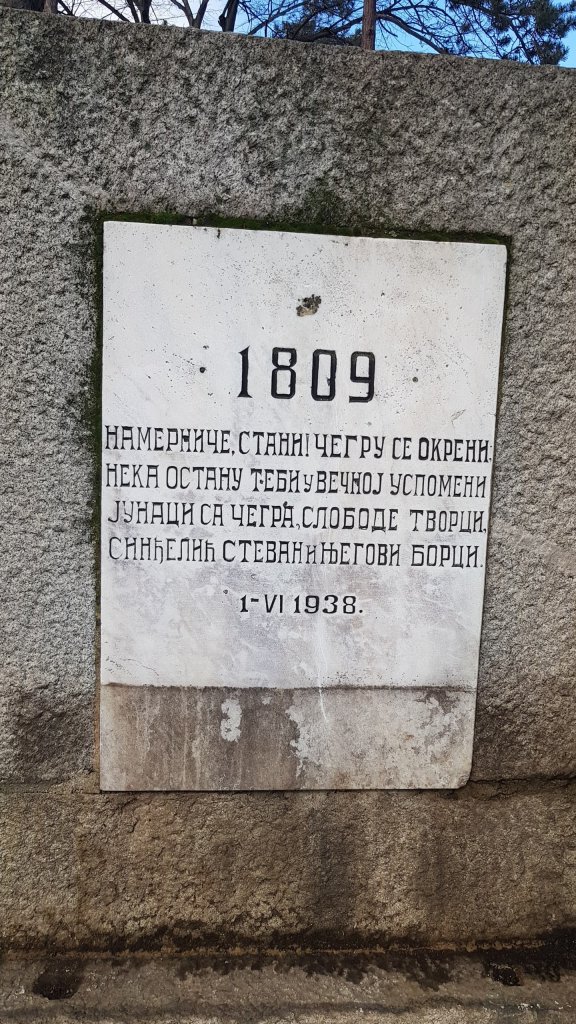 · 1809 ·
НАМЕРНИЧЕ, СТАНИ! ЧЕГРУ СЕ ОКРЕНИ:
НЕКА ОСТАНУ ТЕБИ У ВЕЧНОЈ УСПОМЕНИ
ЈУНАЦИ СА ЧЕГРА, СЛОБОДЕ ТВОРЦИ,
СИНЂЕЛИЋ СТЕВАН И ЊЕГОВИ БОРЦИ.
1-VI 1938.